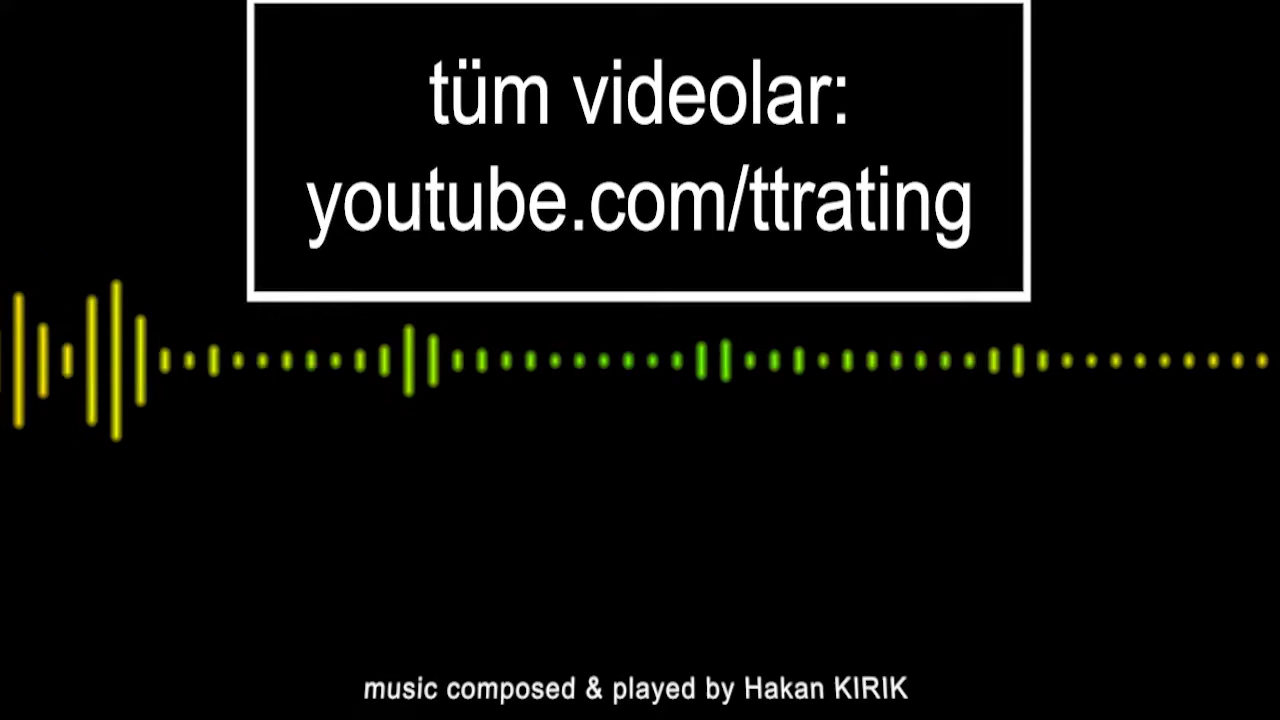 tüm videolar:
youtube.com/ttrating
music composed & played by Hakan KIRIK